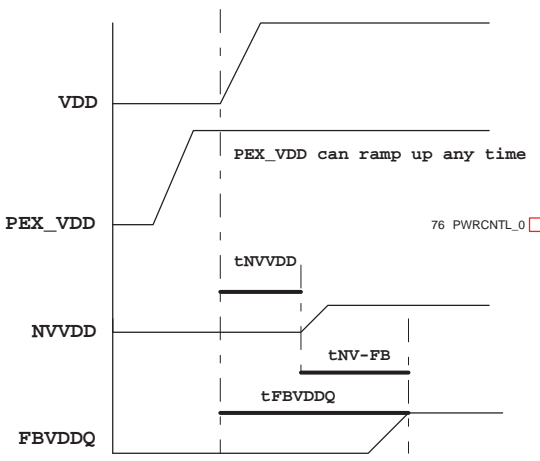 VDD
PEX_VDD can ramp up any time
PEX_VDD
76 PWRCNTL_0
tNVVDD
NVVDD
tNV-FB
tFBVDDQ
FBVDDQ